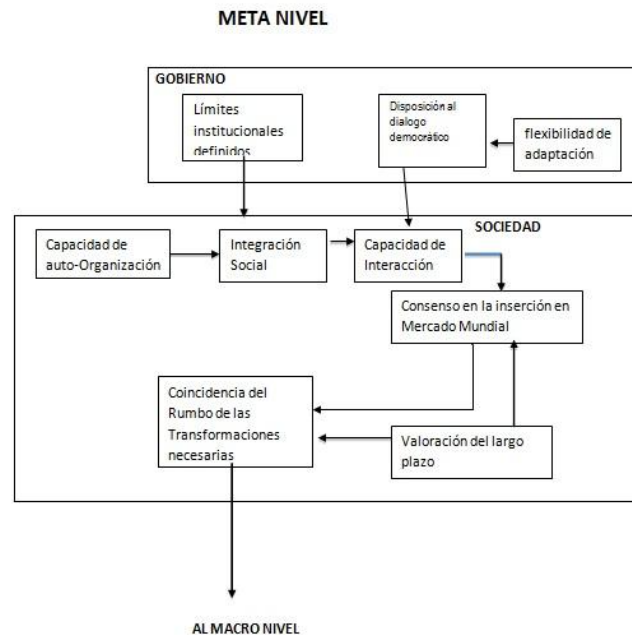 META NIVEL
GOBIERNO
Límites
institucionales
definidos
Disposición al
dialogo
democrático
flexibilidad de
adaptación
SOCIEDAD
Capacidad de
auto-Organización
Integración
Social
Capacidad de
Interacción
Consenso en la inserción en
Mercado Mundial
Coincidencia del
Rumbo de las
Transformaciones
necesarias
Valoración del largo
plazo
AL MACRO NIVEL